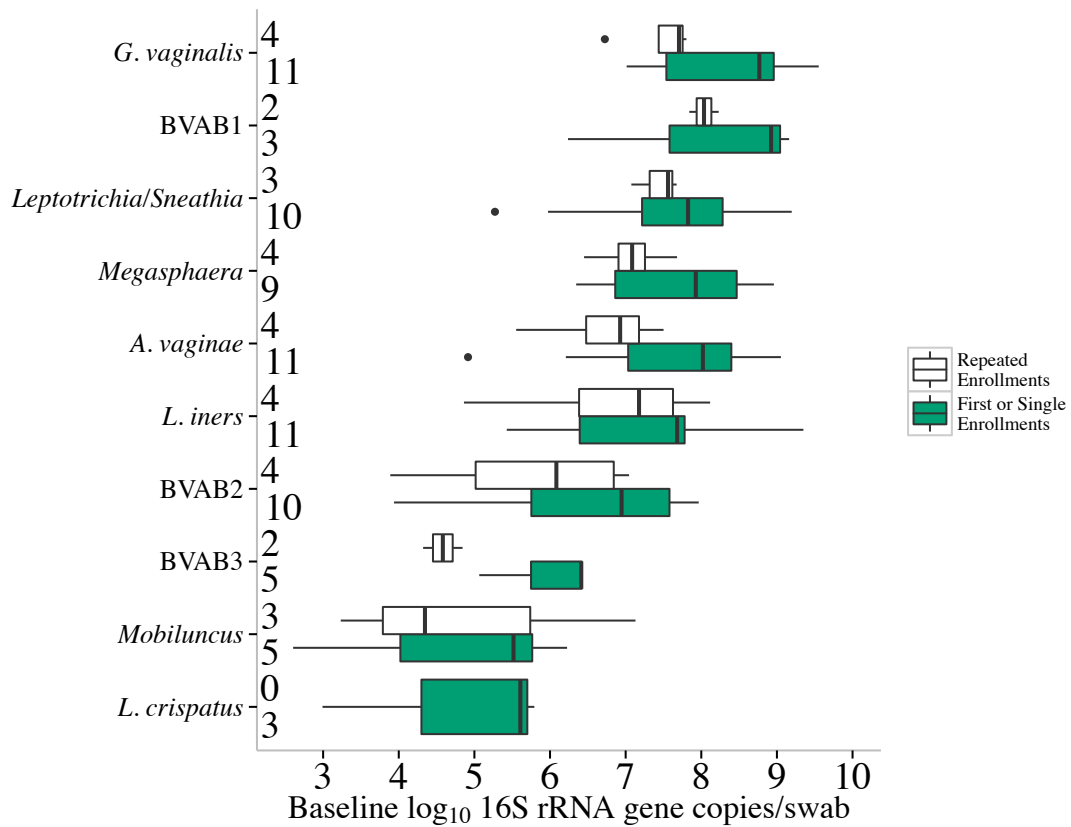 G. vaginalis
4
11
BVAB1
2
3
Leptotrichia/Sneathia
3
10
Megasphaera
4
9
A. vaginae
4
11
L. iners
4
11
BVAB2
4
10
BVAB3
2
5
Mobiluncus
3
5
L. crispatus
0
3
Repeated
Enrollments
First or Single
Enrollments
3 4 5 6 7 8 9 10
Baseline log₁₀ 16S rRNA gene copies/swab